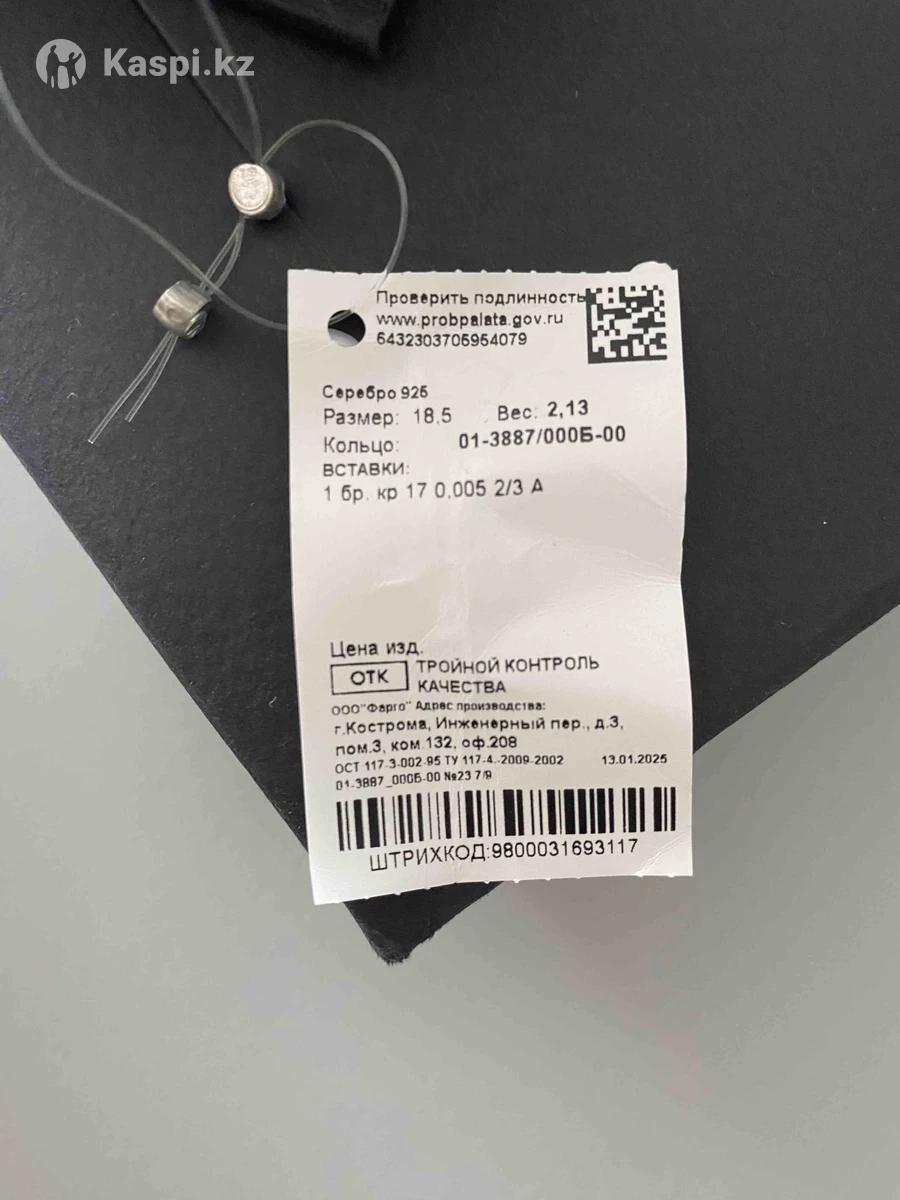 Kaspi.kz
Проверить подлинность
www.probpalata.gov.ru
6432303705954079
Серебро 925
Размер: 18,5 Вес: 2,13
Кольцо: 01-3887/000Б-00
ВСТАВКИ:
1 бр. кр 17 0,005 2/3 А
Цена изд.
ОТК ТРОЙНОЙ КОНТРОЛЬ
КАЧЕСТВА
ООО"Фарго" Адрес производства:
г.Кострома, Инженерный пер., д.3,
пом.3, ком.132, оф.208
ОСТ 117-3-002-95 ТУ 117-4.-2009-2002 13.01.2025
01-3887_000Б-00 №23 7/9
ШТРИХКОД:9800031693117